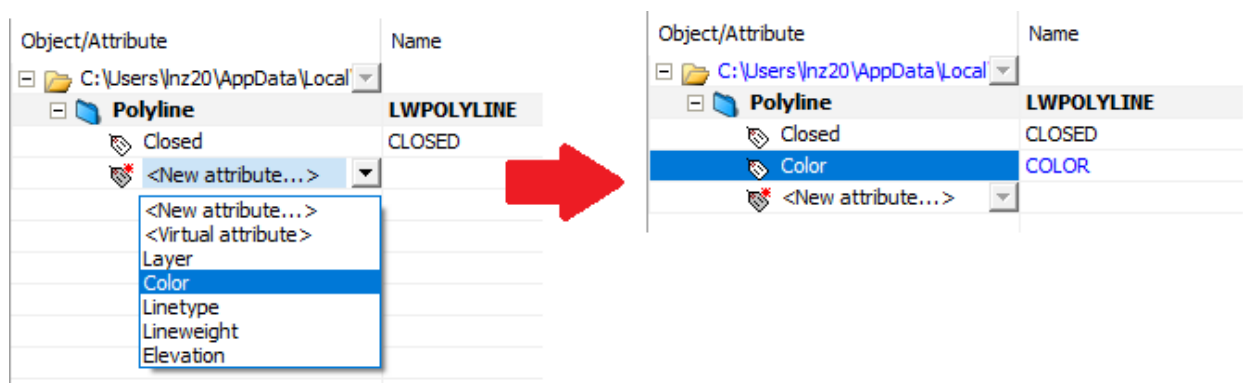 Object/Attribute Name
C:\Users\lnz20\AppData\Local
Polyline LWPOLYLINE
Closed CLOSED
<New attribute...>
<New attribute...>
<Virtual attribute>
Layer
Color
Linetype
Lineweight
Elevation
Object/Attribute Name
C:\Users\lnz20\AppData\Local
Polyline LWPOLYLINE
Closed CLOSED
Color COLOR
<New attribute...>